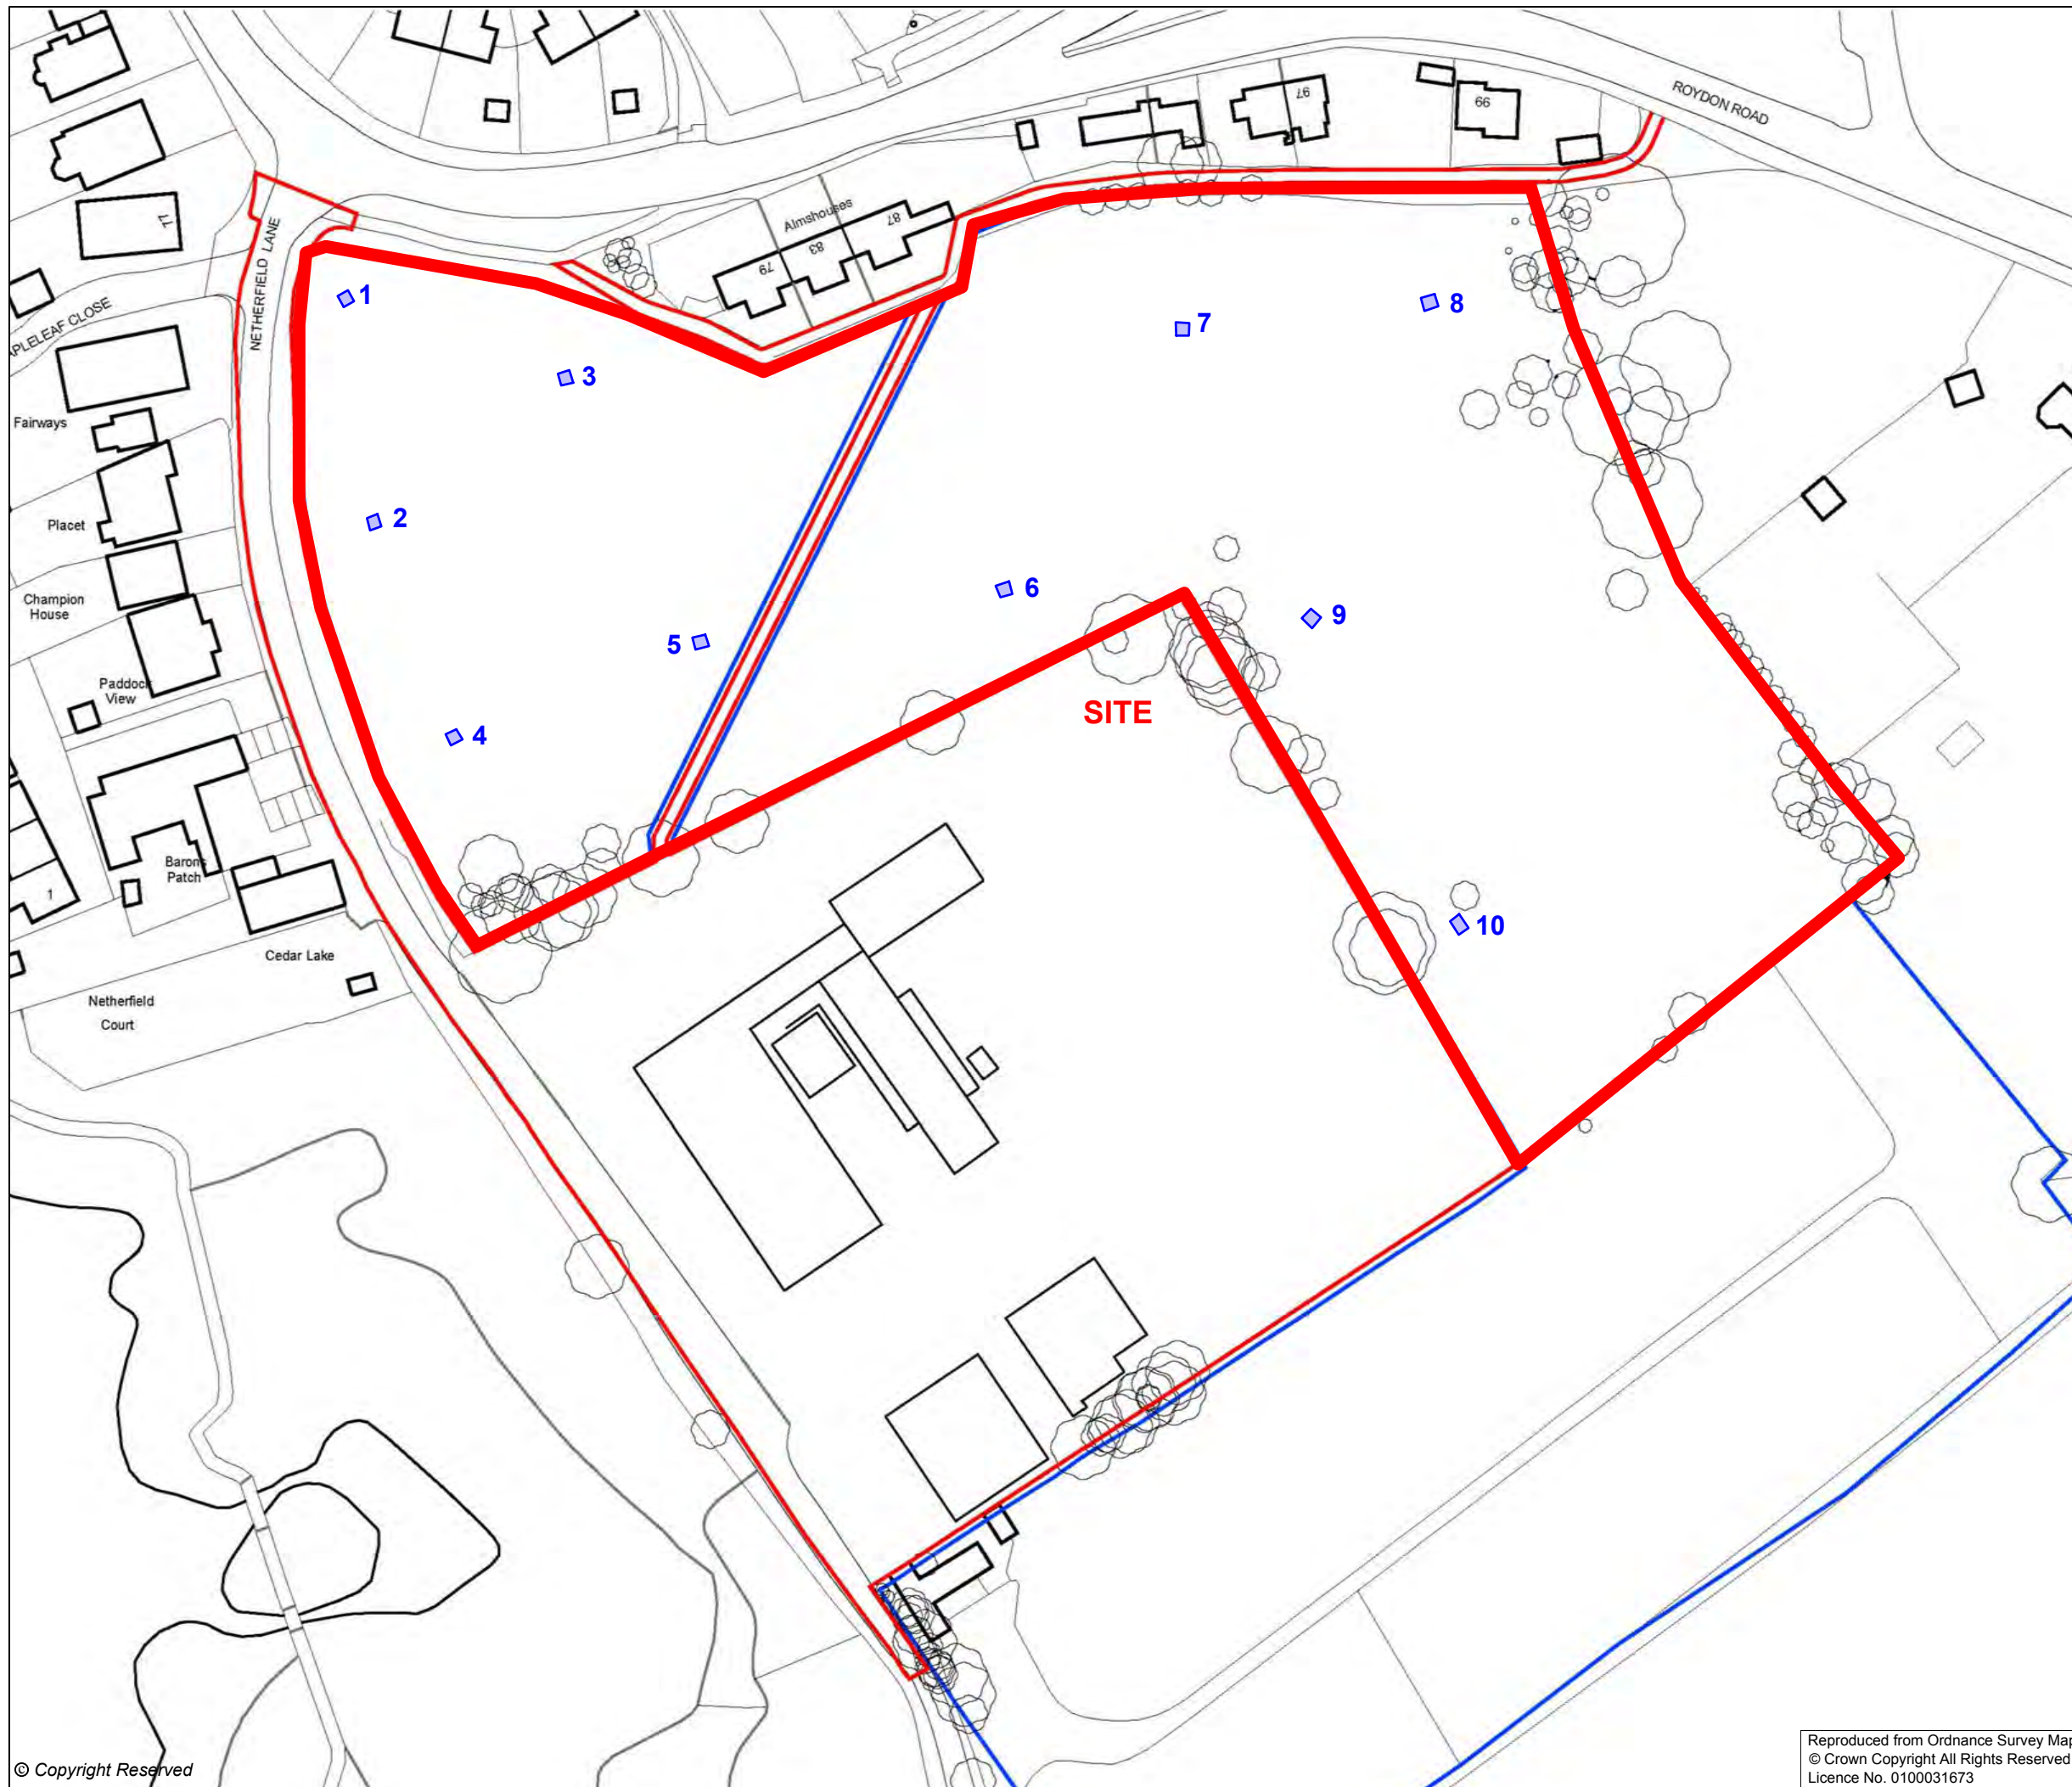 ROYDON ROAD
97
99
77
NETHERFIELD LANE
Almshouses
87
83
79
PLELEAF CLOSE
1
3
7
8
Fairways
2
Placet
Champion
House
6
9
5
Paddock
View
SITE
4
Barons
Patch
1
10
Cedar Lake
Netherfield
Court
© Copyright Reserved
Reproduced from Ordnance Survey Map
© Crown Copyright All Rights Reserved
Licence No. 0100031673